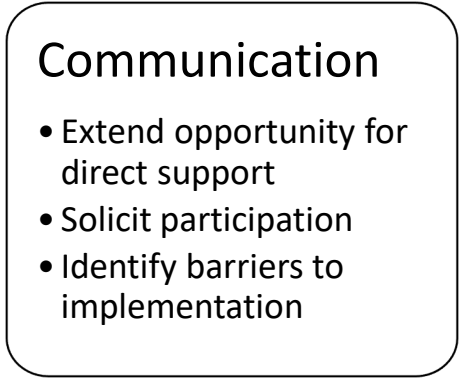 Communication
• Extend opportunity for
direct support
• Solicit participation
• Identify barriers to
implementation